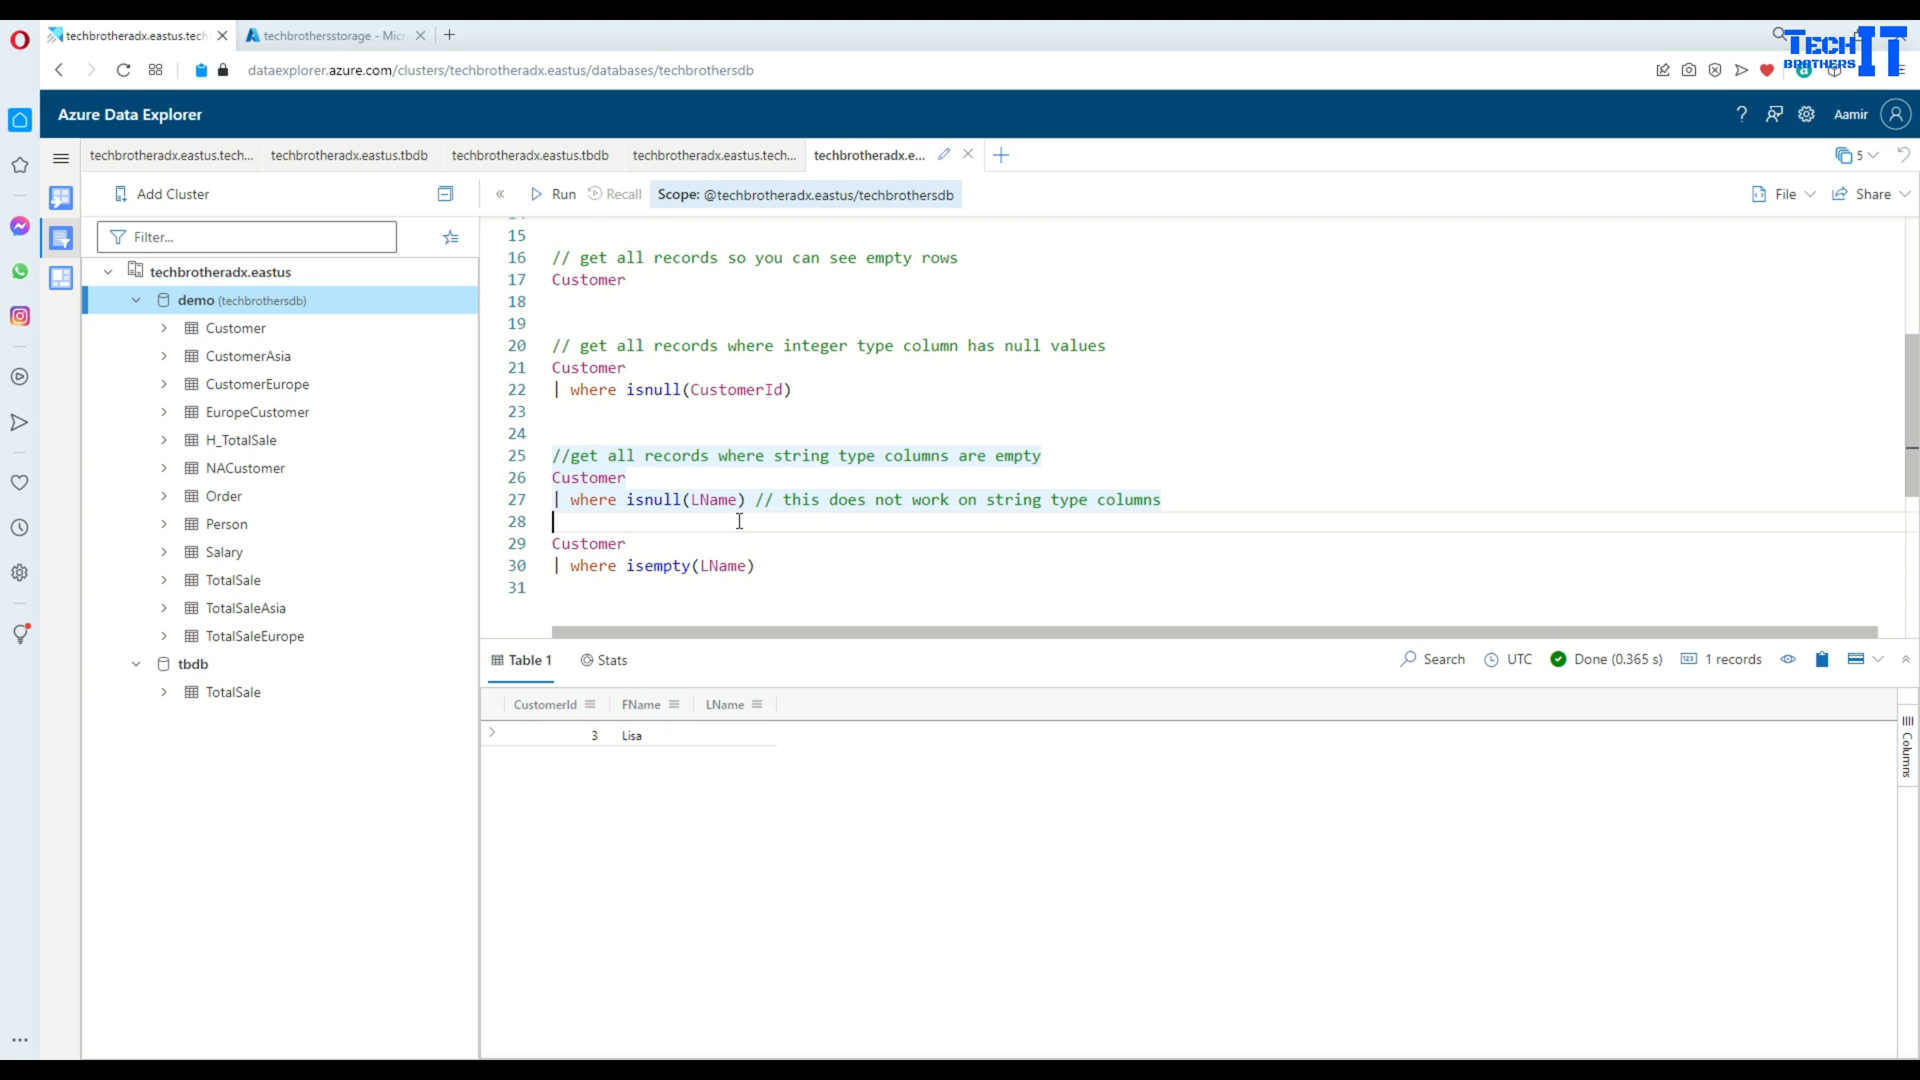 techbrotheradx.eastus.tech
techbrothersstorage - Mic
TECH IT
BROTHERS
dataexplorer.azure.com/clusters/techbrotheradx.eastus/databases/techbrothersdb
Azure Data Explorer
Aamir
techbrotheradx.eastus.tech...
techbrotheradx.eastus.tbdb
techbrotheradx.eastus.tbdb
techbrotheradx.eastus.tech...
techbrotheradx.e...
5
Add Cluster
Run
Recall
Scope: @techbrotheradx.eastus/techbrothersdb
File
Share
Filter...
techbrotheradx.eastus
demo (techbrothersdb)
Customer
CustomerAsia
CustomerEurope
EuropeCustomer
H_TotalSale
NACustomer
Order
Person
Salary
TotalSale
TotalSaleAsia
TotalSaleEurope
tbdb
TotalSale
15
16 // get all records so you can see empty rows
17 Customer
18
19
20 // get all records where integer type column has null values
21 Customer
22 | where isnull(CustomerId)
23
24
25 //get all records where string type columns are empty
26 Customer
27 | where isnull(LName) // this does not work on string type columns
28
29 Customer
30 | where isempty(LName)
31
Table 1
Stats
Search
UTC
Done (0.365 s)
1 records
CustomerId FName LName
3 Lisa
Columns